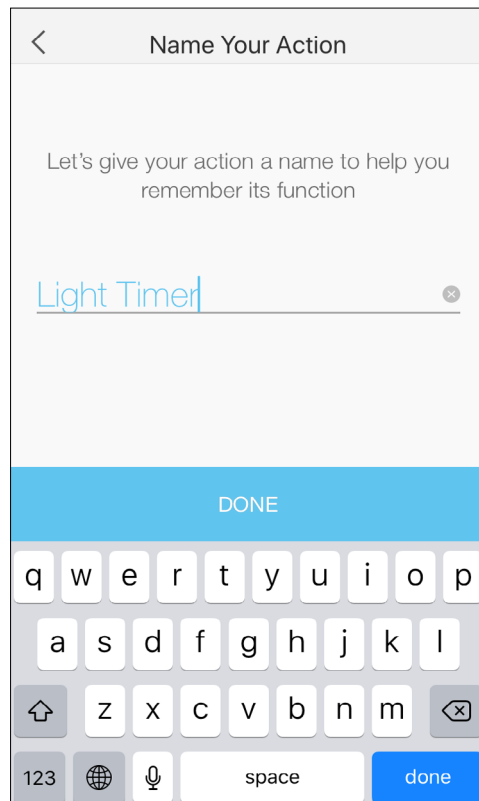 Name Your Action
Let's give your action a name to help you
remember its function
Light Timer
DONE
q w e r t y u i o p
a s d f g h j k l
z x c v b n m
123 space done